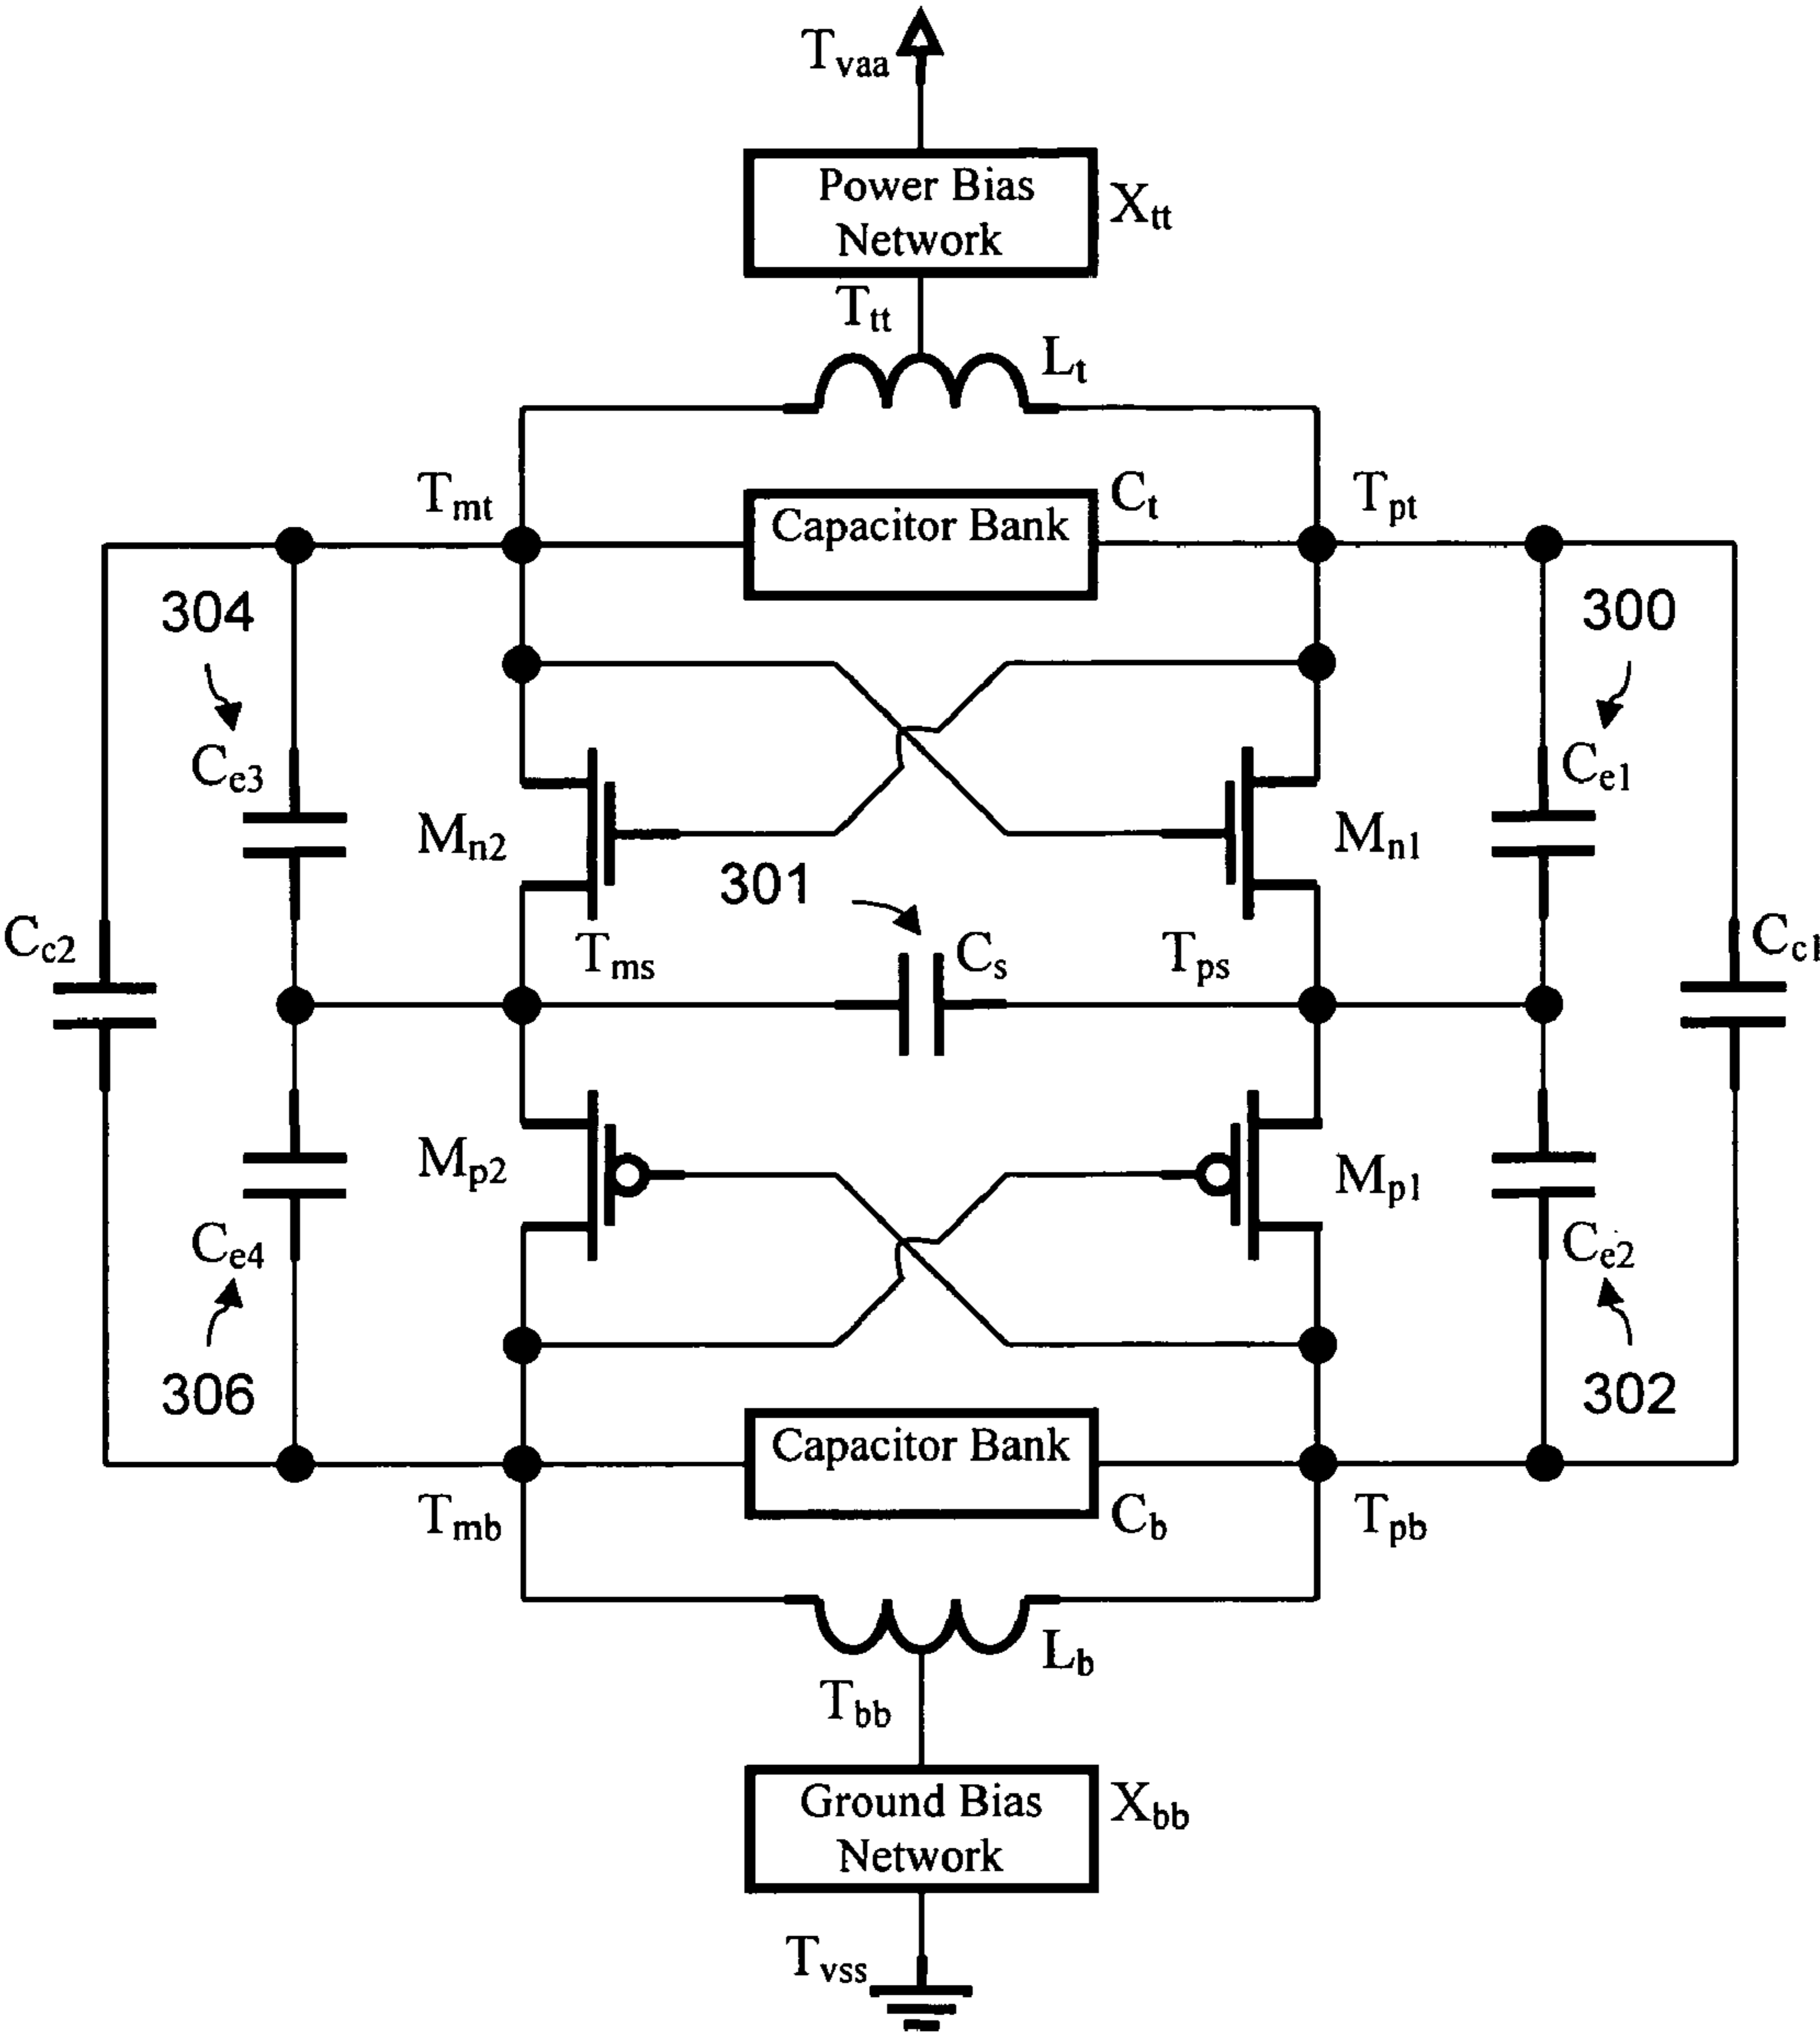 Tvaa
Power Bias
Network
Xtt
Ttt
Lt
Tmt
Capacitor Bank
Ct
Tpt
304
300
Ce3
Ce1
Mn2
Mn1
301
Cc2
Tms
Cs
Tps
Cc1
Mp2
Mp1
Ce4
Ce2
306
302
Capacitor Bank
Tmb
Cb
Tpb
Lb
Tbb
Ground Bias
Network
Xbb
Tvss